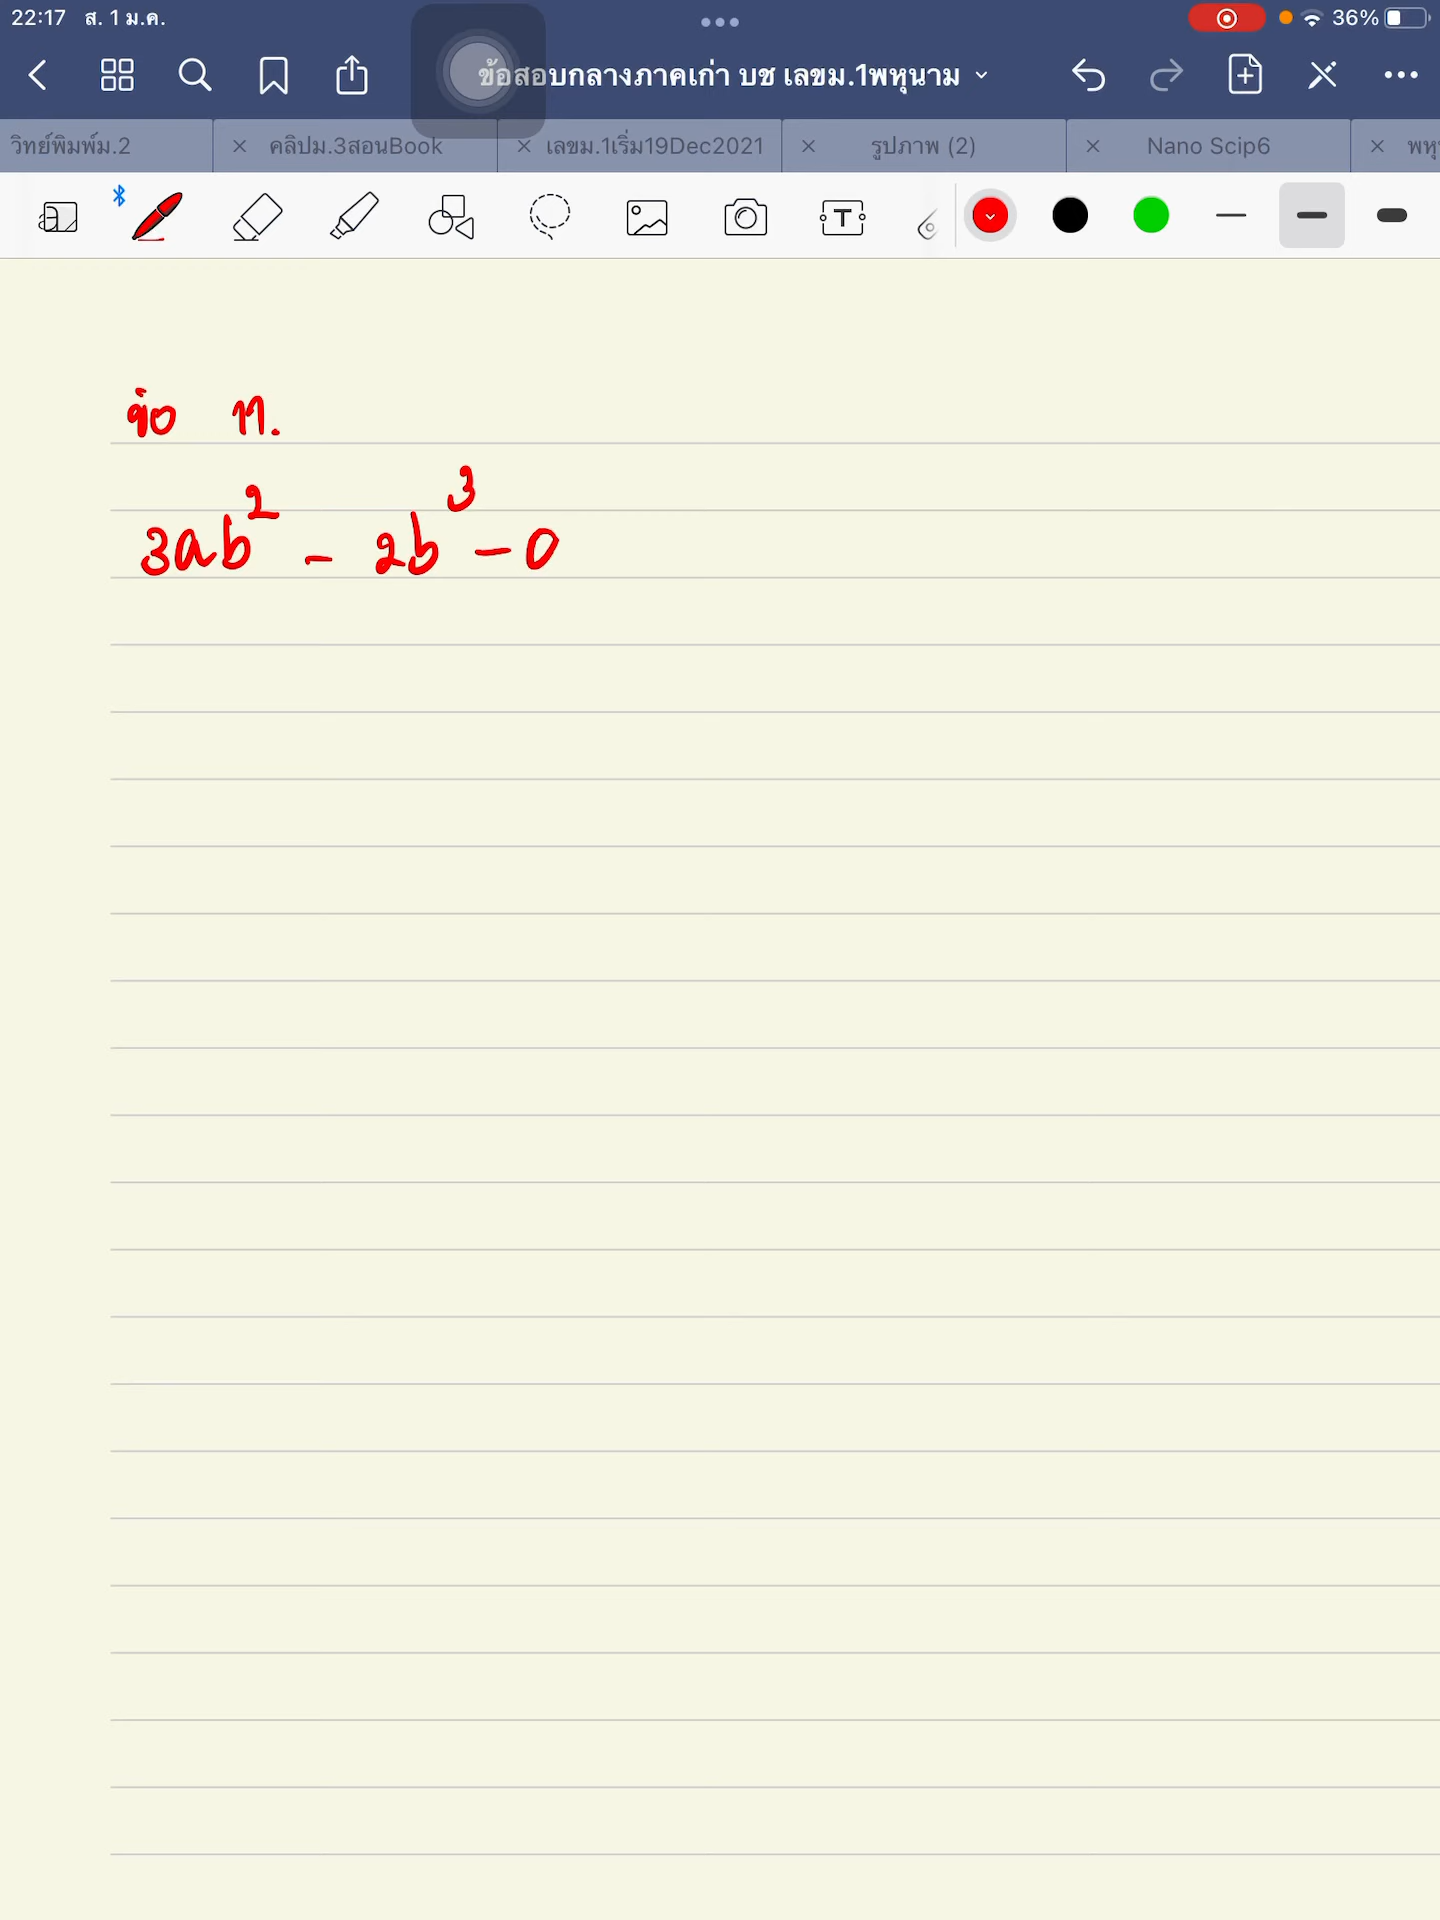 22:17 ส. 1 ม.ค. 36%
ข้อสอบกลางภาคเก่า บช เลขม.1พหุนาม
วิทย์พิมพ์ม.2 คลิปม.3สอนBook เลขม.1เริ่ม19Dec2021 รูปภาพ (2) Nano Scip6
ข้อ ก.
3ab² - 2b³ - 0